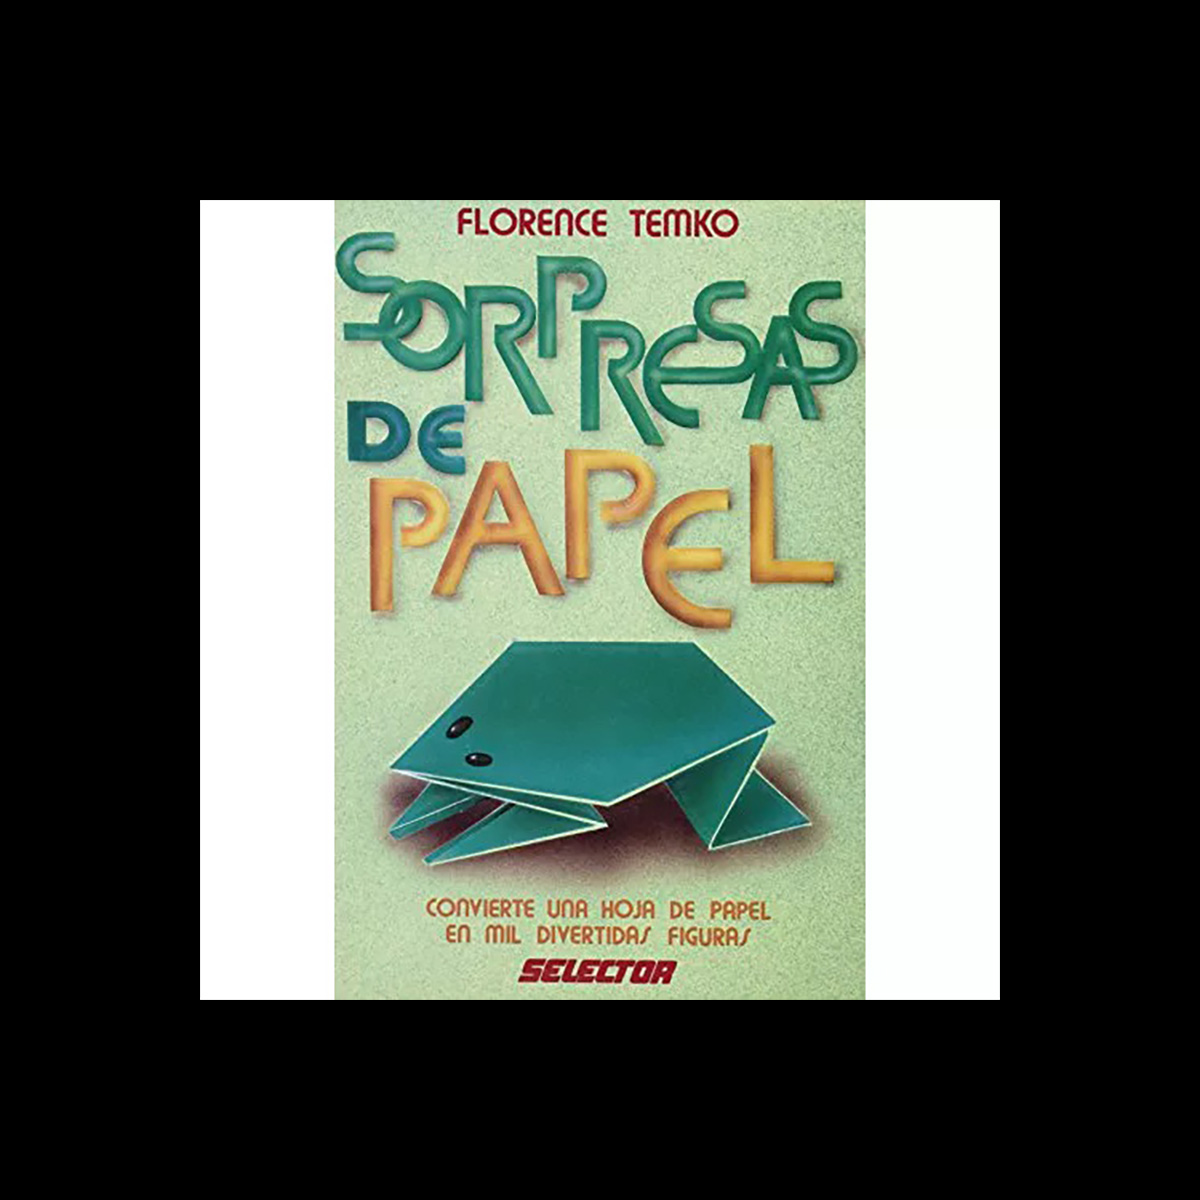 FLORENCE TEMKO
SORPRESAS
DE
PAPEL
CONVIERTE UNA HOJA DE PAPEL
EN MIL DIVERTIDAS FIGURAS
SELECTOR